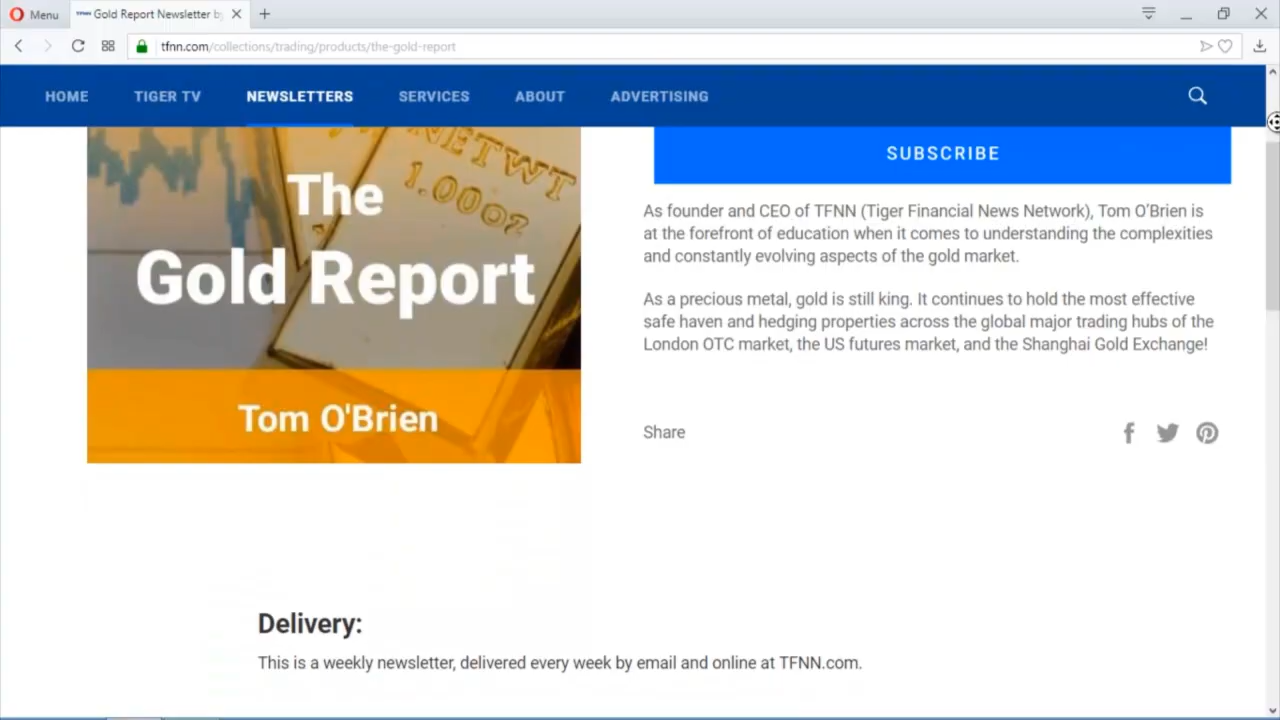 Menu
TFNN Gold Report Newsletter by
tfnn.com/collections/trading/products/the-gold-report
HOME TIGER TV NEWSLETTERS SERVICES ABOUT ADVERTISING
NETWT
1.00oz
The
Gold Report
Tom O'Brien
SUBSCRIBE
As founder and CEO of TFNN (Tiger Financial News Network), Tom O'Brien is
at the forefront of education when it comes to understanding the complexities
and constantly evolving aspects of the gold market.
As a precious metal, gold is still king. It continues to hold the most effective
safe haven and hedging properties across the global major trading hubs of the
London OTC market, the US futures market, and the Shanghai Gold Exchange!
Share
Delivery:
This is a weekly newsletter, delivered every week by email and online at TFNN.com.